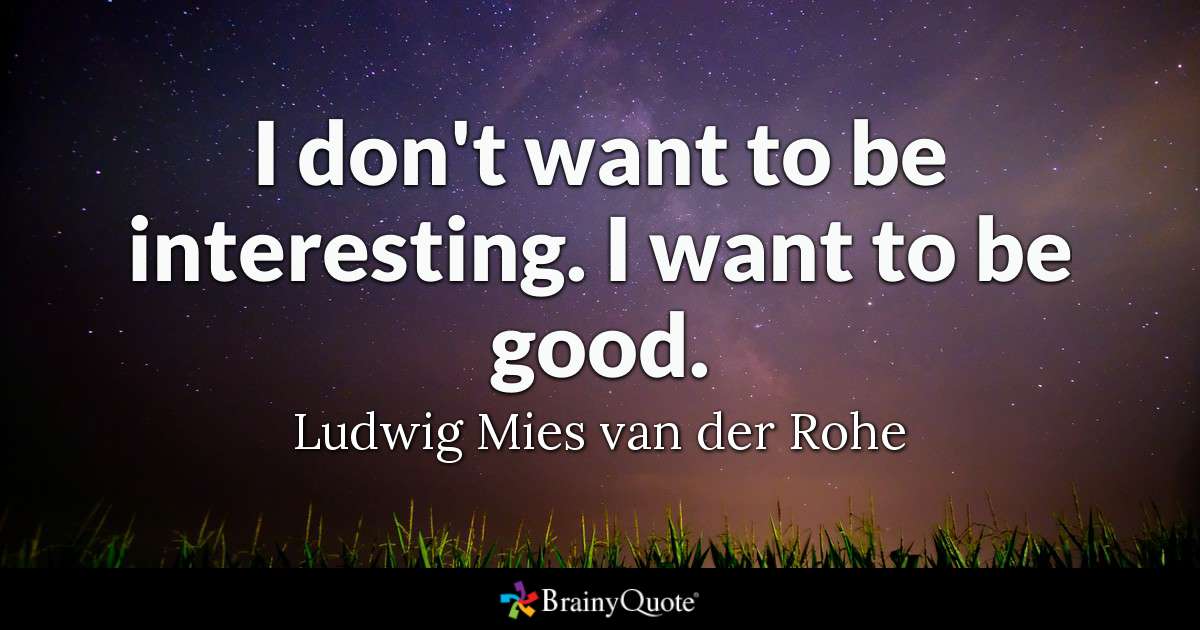 I don't want to be
interesting. I want to be
good.
Ludwig Mies van der Rohe
BrainyQuote®